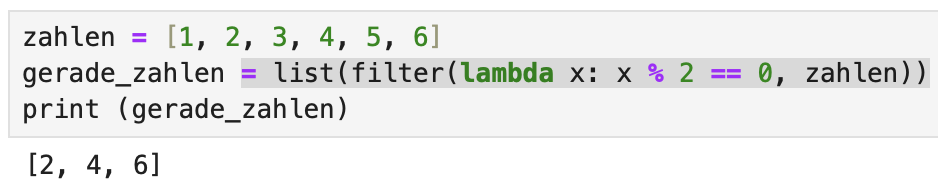 zahlen = [1, 2, 3, 4, 5, 6]
gerade_zahlen = list(filter(lambda x: x % 2 == 0, zahlen))
print (gerade_zahlen)
[2, 4, 6]